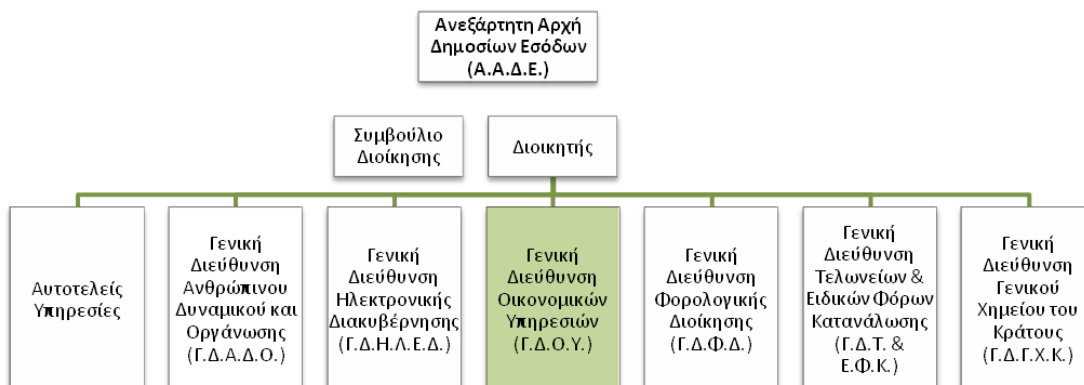 Ανεξάρτητη Αρχή
Δημοσίων Εσόδων
(Α.Α.Δ.Ε.)
Συμβούλιο
Διοίκησης
Διοικητής
Αυτοτελείς
Υπηρεσίες
Γενική
Διεύθυνση
Ανθρώπινου
Δυναμικού και
Οργάνωσης
(Γ.Δ.Α.Δ.Ο.)
Γενική
Διεύθυνση
Ηλεκτρονικής
Διακυβέρνησης
(Γ.Δ.Η.Λ.Ε.Δ.)
Γενική
Διεύθυνση
Οικονομικών
Υπηρεσιών
(Γ.Δ.Ο.Υ.)
Γενική
Διεύθυνση
Φορολογικής
Διοίκησης
(Γ.Δ.Φ.Δ.)
Γενική
Διεύθυνση
Τελωνείων &
Ειδικών Φόρων
Κατανάλωσης
(Γ.Δ.Τ. &
Ε.Φ.Κ.)
Γενική
Διεύθυνση
Γενικού
Χημείου του
Κράτους
(Γ.Δ.Γ.Χ.Κ.)